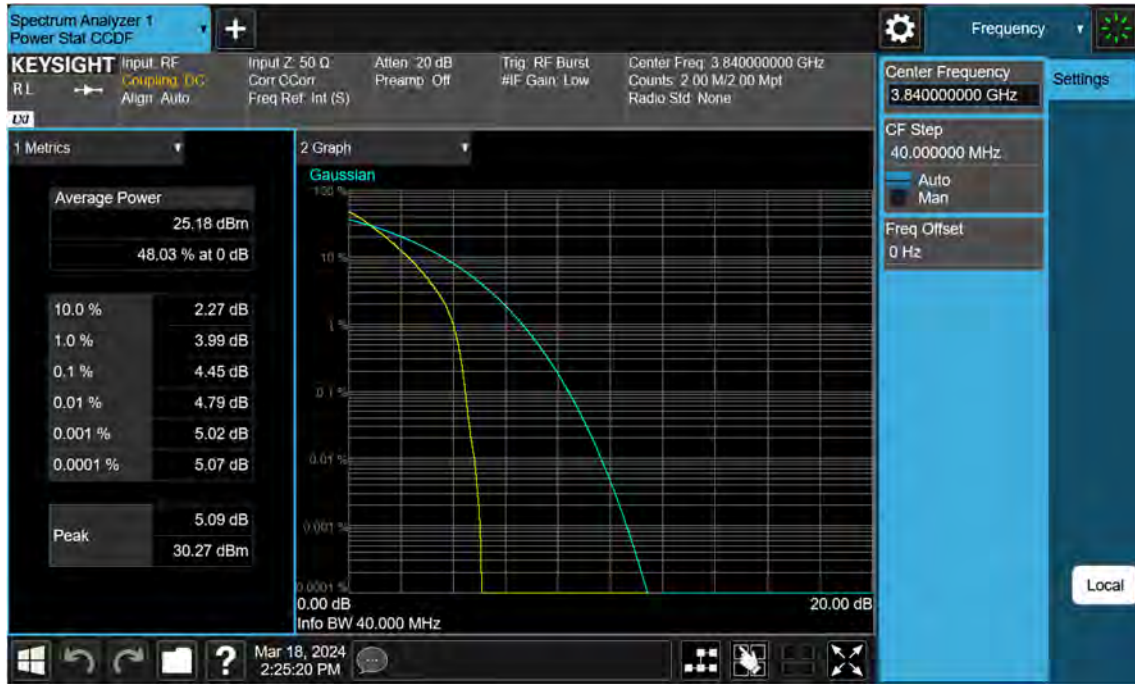 Spectrum Analyzer 1
Power Stat CCDF
+
Frequency
KEYSIGHT
RL
LXI
Input: RF
Coupling: DC
Align: Auto
Input Z: 50 Ω
Corr CCorr
Freq Ref: Int (S)
Atten: 20 dB
Preamp: Off
Trig: RF Burst
#IF Gain: Low
Center Freq: 3.840000000 GHz
Counts: 2.00 M/2.00 Mpt
Radio Std: None
Center Frequency
3.840000000 GHz
Settings
CF Step
40.000000 MHz
Auto
Man
Freq Offset
0 Hz
1 Metrics
Average Power
25.18 dBm
48.03 % at 0 dB
10.0 % 2.27 dB
1.0 % 3.99 dB
0.1 % 4.45 dB
0.01 % 4.79 dB
0.001 % 5.02 dB
0.0001 % 5.07 dB
Peak
5.09 dB
30.27 dBm
2 Graph
Gaussian
100 %
10 %
1 %
0.1 %
0.01 %
0.001 %
0.0001 %
0.00 dB 20.00 dB
Info BW 40.000 MHz
Local
?
Mar 18, 2024
2:25:20 PM